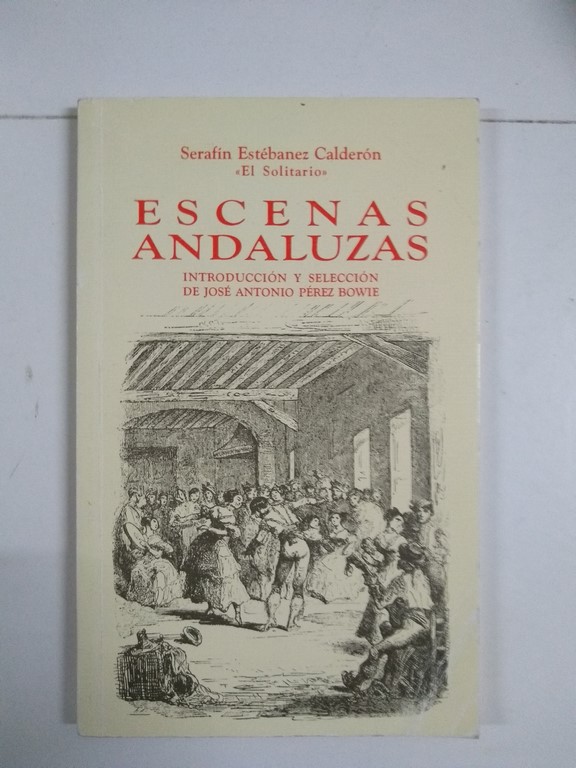 Serafín Estébanez Calderón
«El Solitario»
ESCENAS
ANDALUZAS
INTRODUCCIÓN Y SELECCIÓN
DE JOSÉ ANTONIO PÉREZ BOWIE